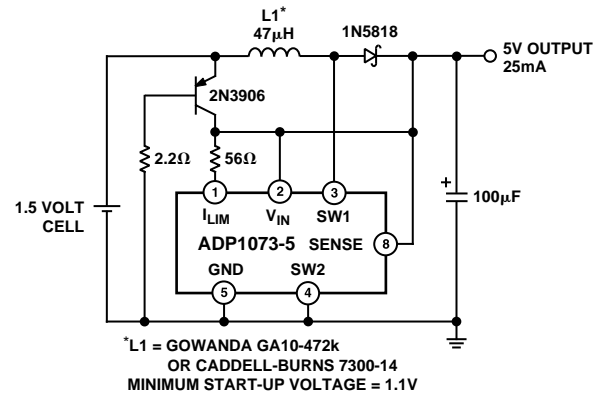 L1*
47μH
1N5818
5V OUTPUT
25mA
2N3906
2.2Ω
56Ω
1
2
3
1.5 VOLT
CELL
ILIM
VIN
SW1
100μF
+
ADP1073-5
SENSE
8
GND
SW2
5
4
*L1 = GOWANDA GA10-472k
OR CADDELL-BURNS 7300-14
MINIMUM START-UP VOLTAGE = 1.1V